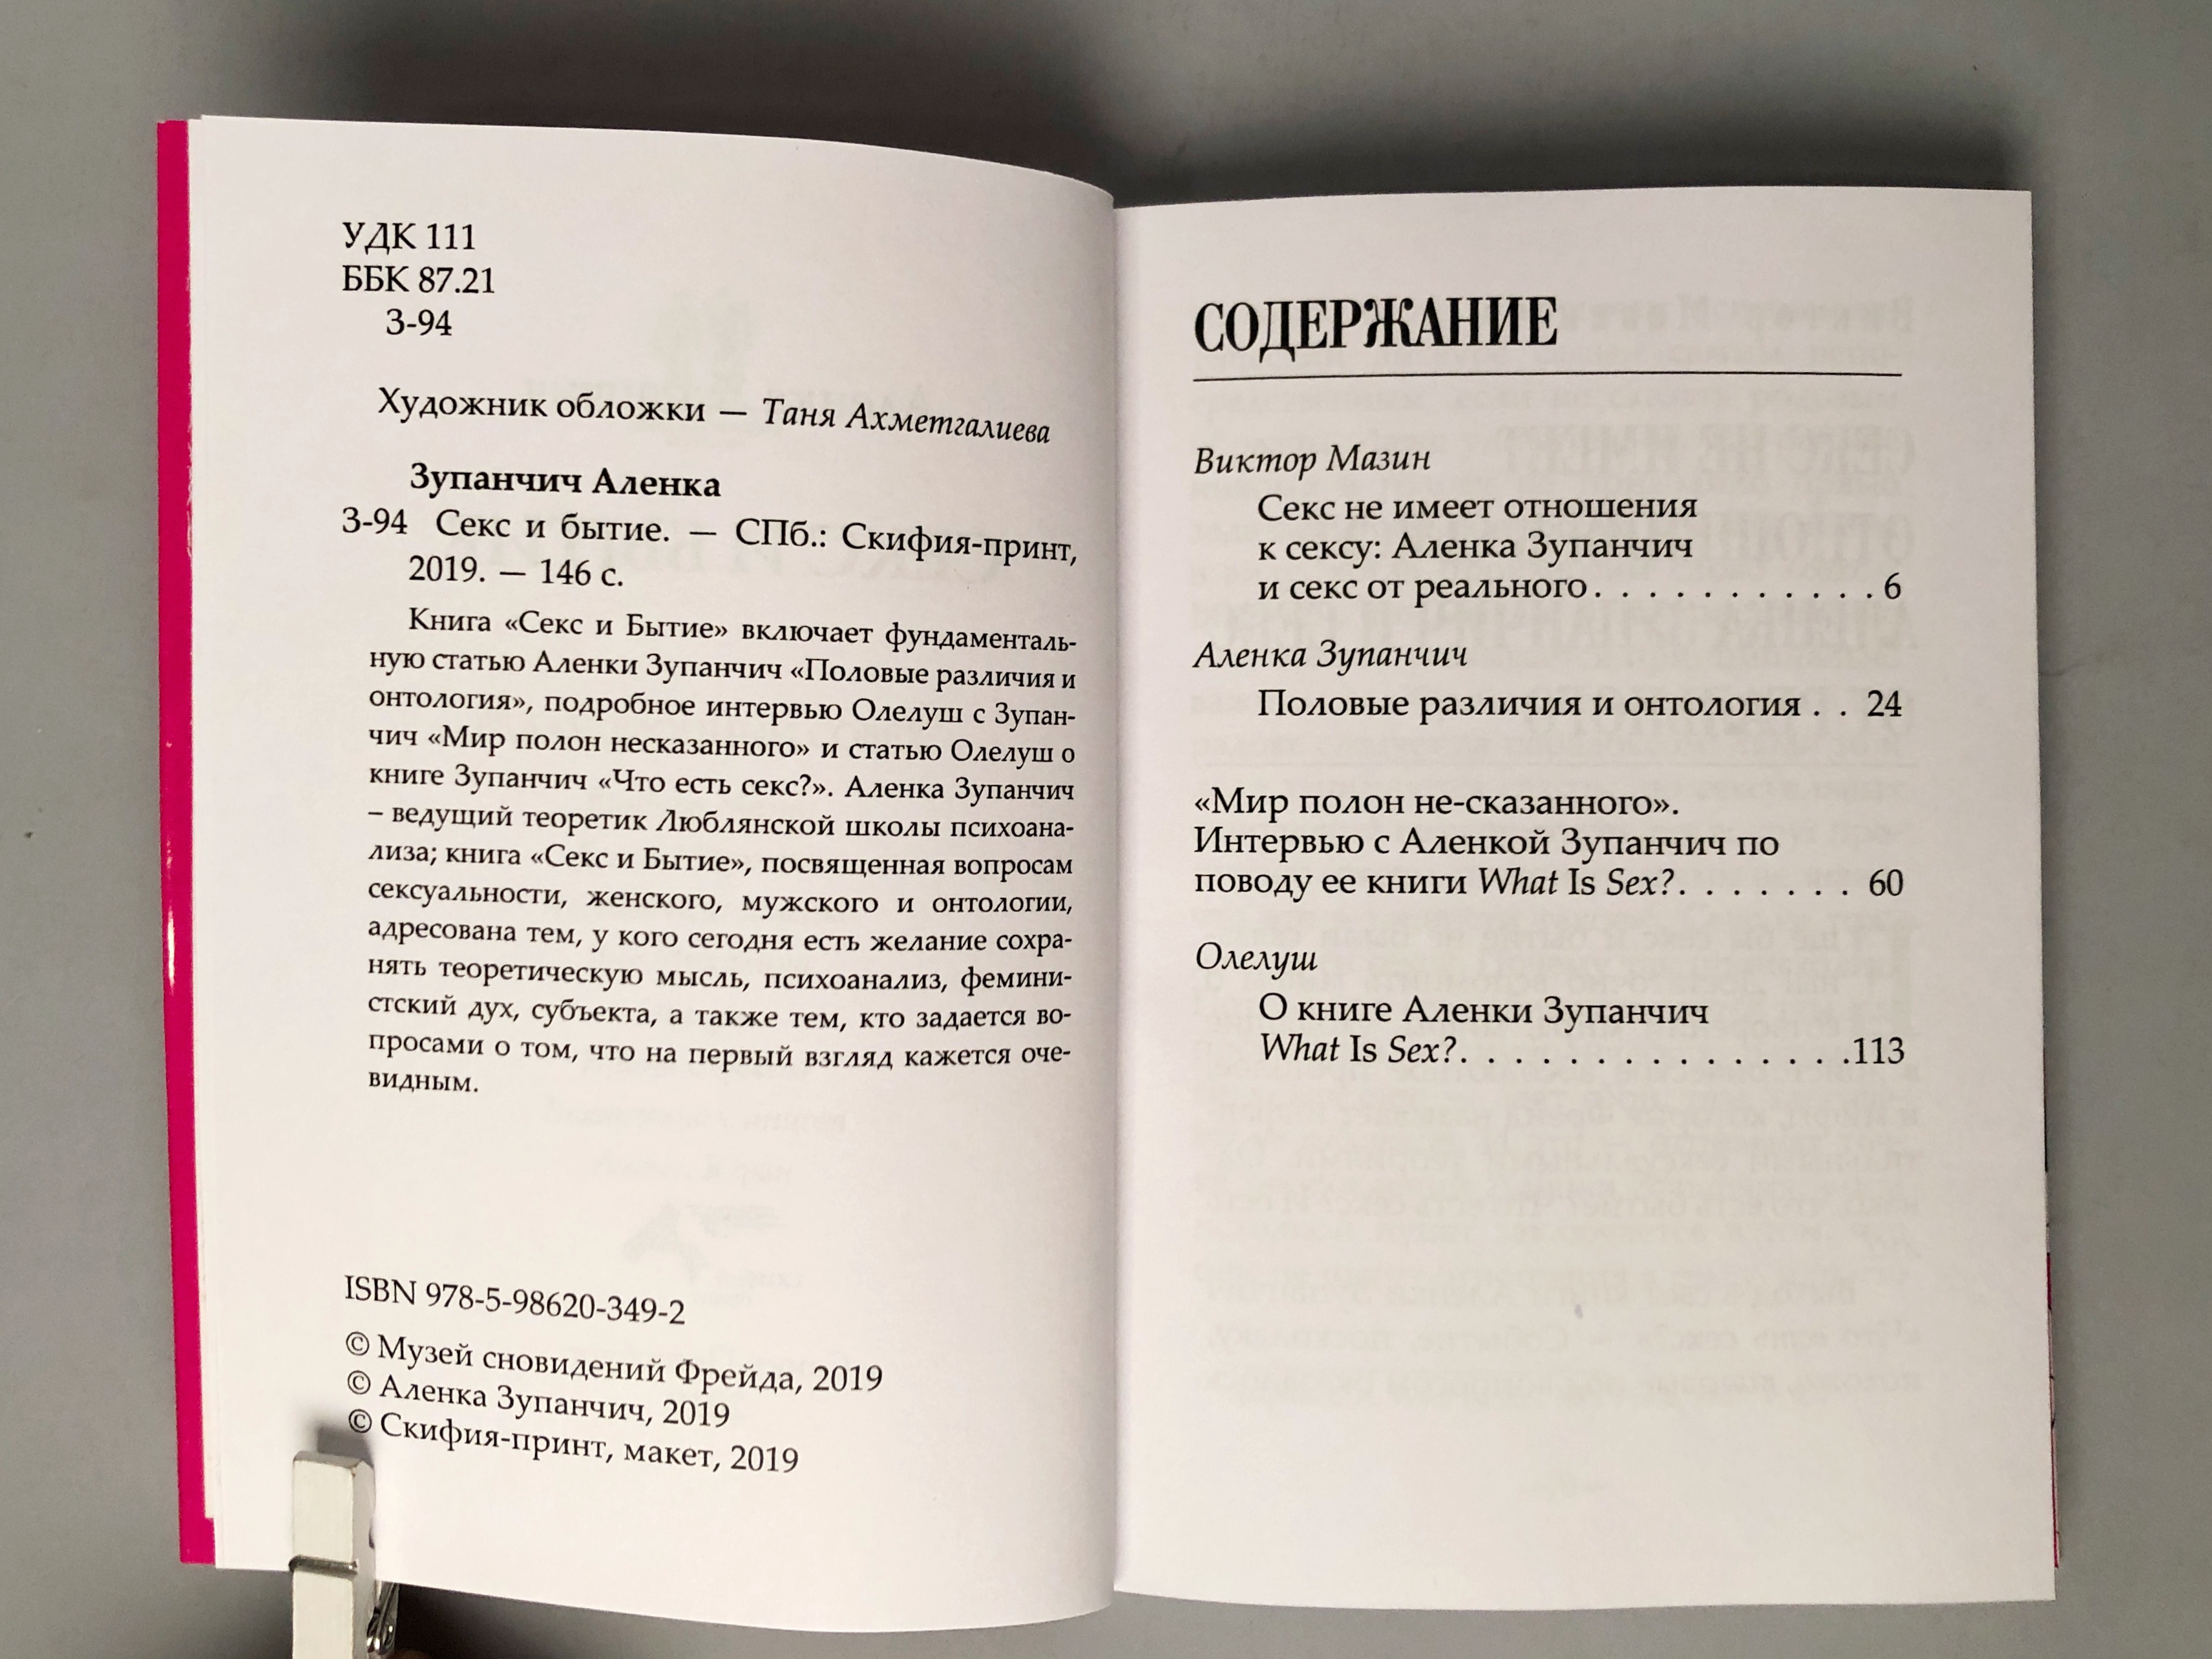 УДК 111
ББК 87.21
З-94
Художник обложки — Таня Ахметгалиева
Зупанчич Аленка
З-94 Секс и бытие. — СПб.: Скифия-принт,
2019. — 146 с.
Книга «Секс и Бытие» включает фундаменталь-
ную статью Аленки Зупанчич «Половые различия и
онтология», подробное интервью Олелуш с Зупан-
чич «Мир полон несказанного» и статью Олелуш о
книге Зупанчич «Что есть секс?». Аленка Зупанчич
– ведущий теоретик Люблянской школы психоана-
лиза; книга «Секс и Бытие», посвященная вопросам
сексуальности, женского, мужского и онтологии,
адресована тем, у кого сегодня есть желание сохра-
нять теоретическую мысль, психоанализ, фемини-
стский дух, субъекта, а также тем, кто задается во-
просами о том, что на первый взгляд кажется оче-
видным.
ISBN 978-5-98620-349-2
© Музей сновидений Фрейда, 2019
© Аленка Зупанчич, 2019
© Скифия-принт, макет, 2019
СОДЕРЖАНИЕ
Виктор Мазин
Секс не имеет отношения
к сексу: Аленка Зупанчич
и секс от реального. . . . . . . . . . . 6
Аленка Зупанчич
Половые различия и онтология . . 24
«Мир полон не-сказанного».
Интервью с Аленкой Зупанчич по
поводу ее книги What Is Sex?. . . . . . . 60
Олелуш
О книге Аленки Зупанчич
What Is Sex?. . . . . . . . . . . . . . .113